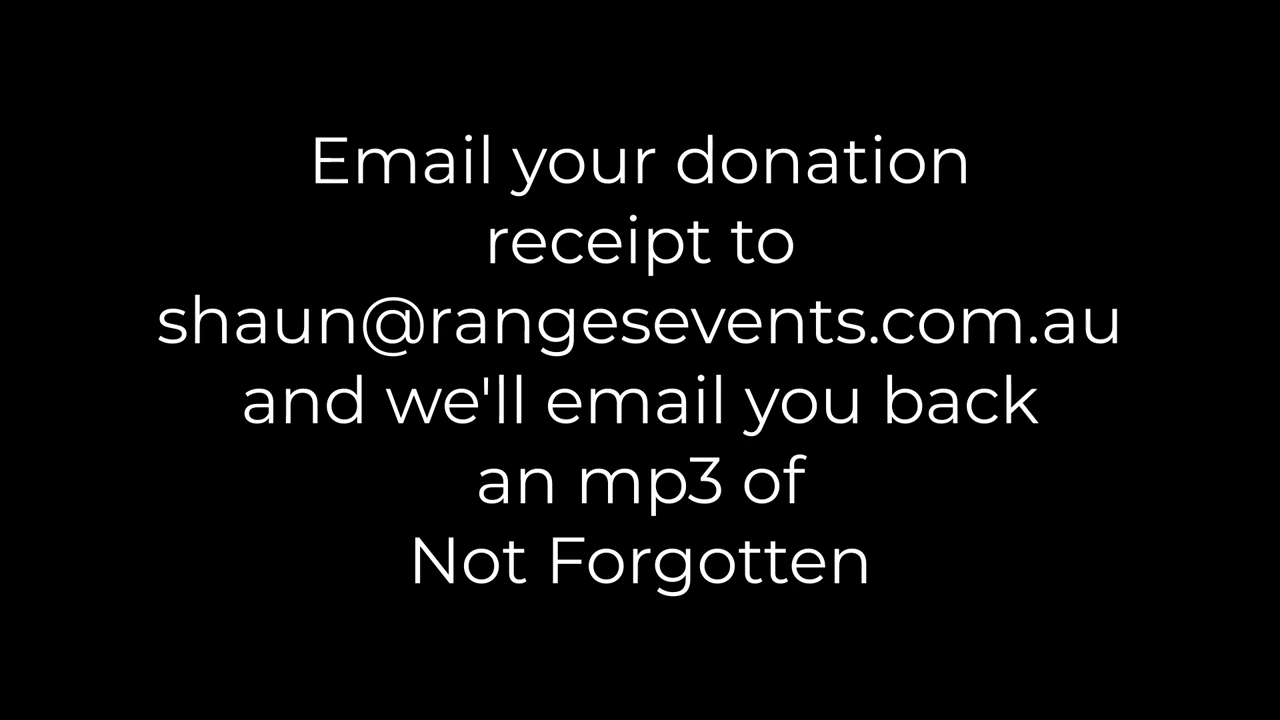 Email your donation
receipt to
shaun@rangesevents.com.au
and we'll email you back
an mp3 of
Not Forgotten